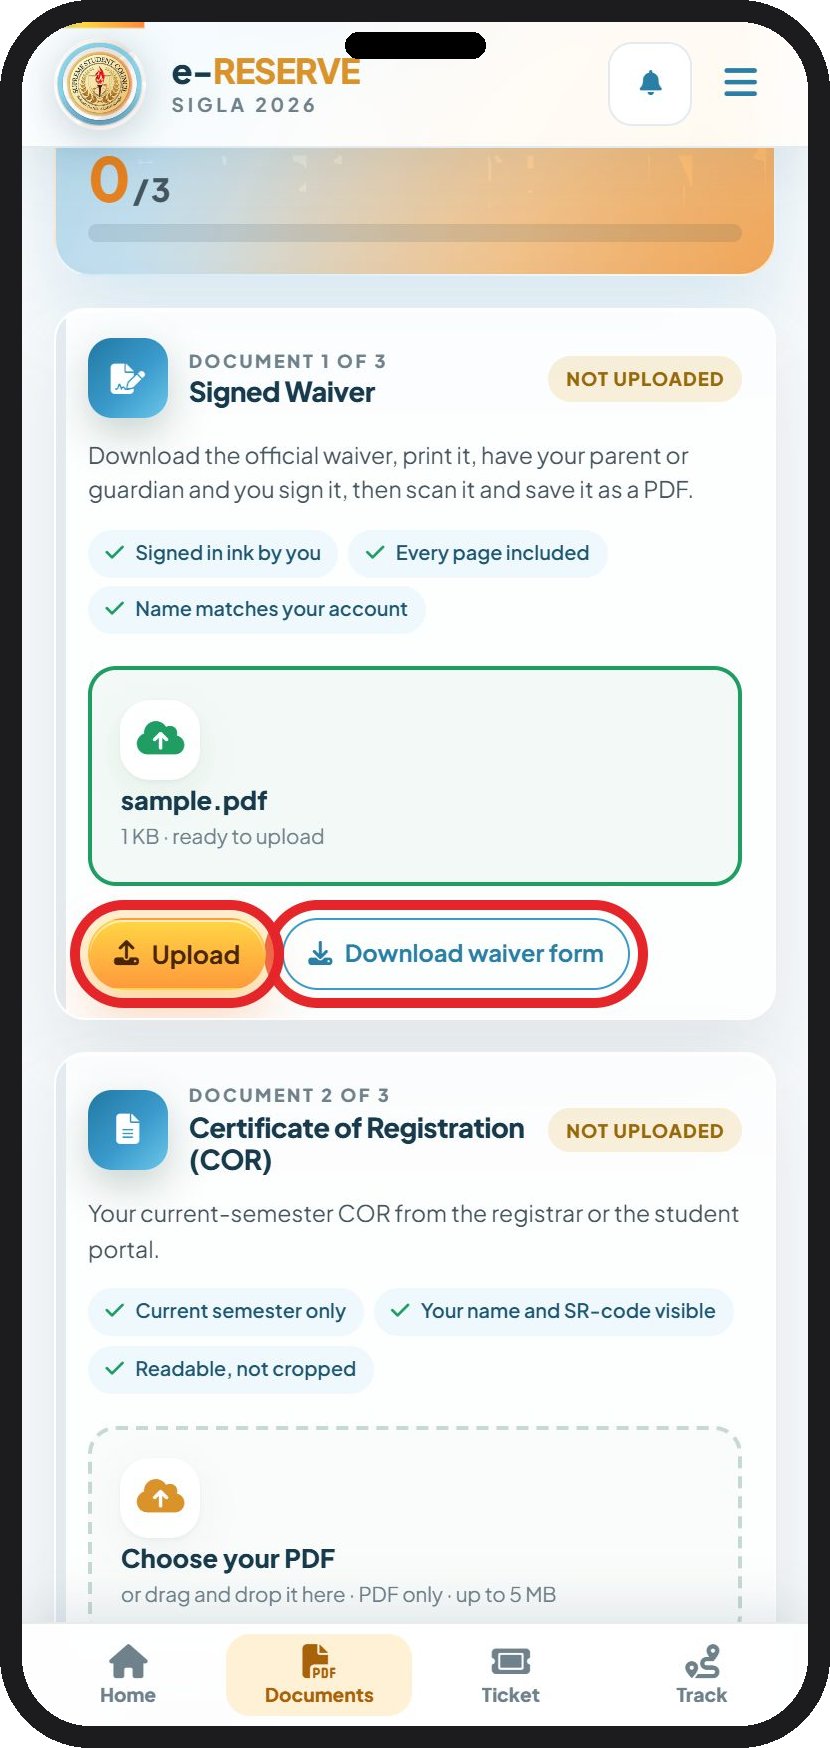 e-RESERVE
SIGLA 2026
0/3
DOCUMENT 1 OF 3
Signed Waiver
NOT UPLOADED
Download the official waiver, print it, have your parent or
guardian and you sign it, then scan it and save it as a PDF.
Signed in ink by you
Every page included
Name matches your account
sample.pdf
1 KB · ready to upload
Upload
Download waiver form
DOCUMENT 2 OF 3
Certificate of Registration
(COR)
NOT UPLOADED
Your current-semester COR from the registrar or the student
portal.
Current semester only
Your name and SR-code visible
Readable, not cropped
Choose your PDF
or drag and drop it here · PDF only · up to 5 MB
Home
PDF
Documents
Ticket
Track